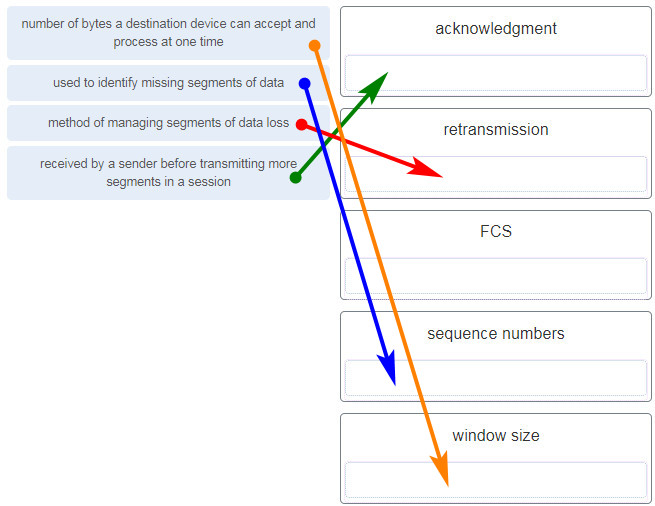 number of bytes a destination device can accept and
process at one time
used to identify missing segments of data
method of managing segments of data loss
received by a sender before transmitting more
segments in a session
acknowledgment
retransmission
FCS
sequence numbers
window size